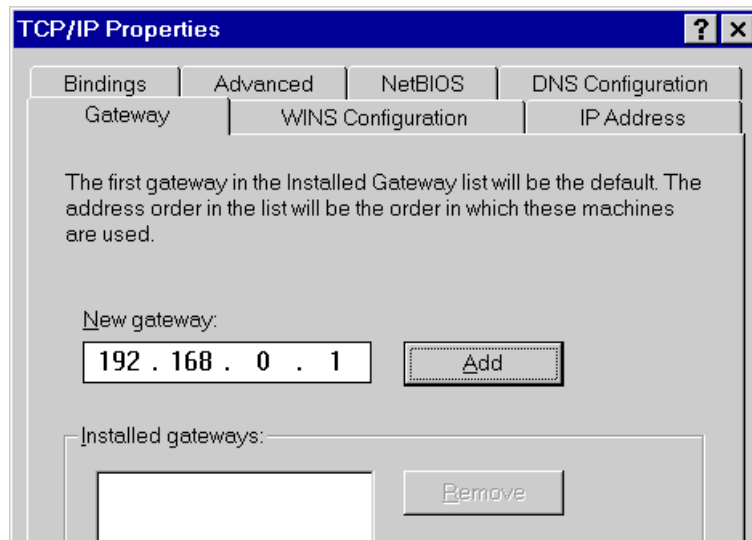 TCP/IP Properties
Bindings Advanced NetBIOS DNS Configuration
Gateway WINS Configuration IP Address
The first gateway in the Installed Gateway list will be the default. The
address order in the list will be the order in which these machines
are used.
New gateway:
192 . 168 . 0 . 1 Add
Installed gateways:
Remove